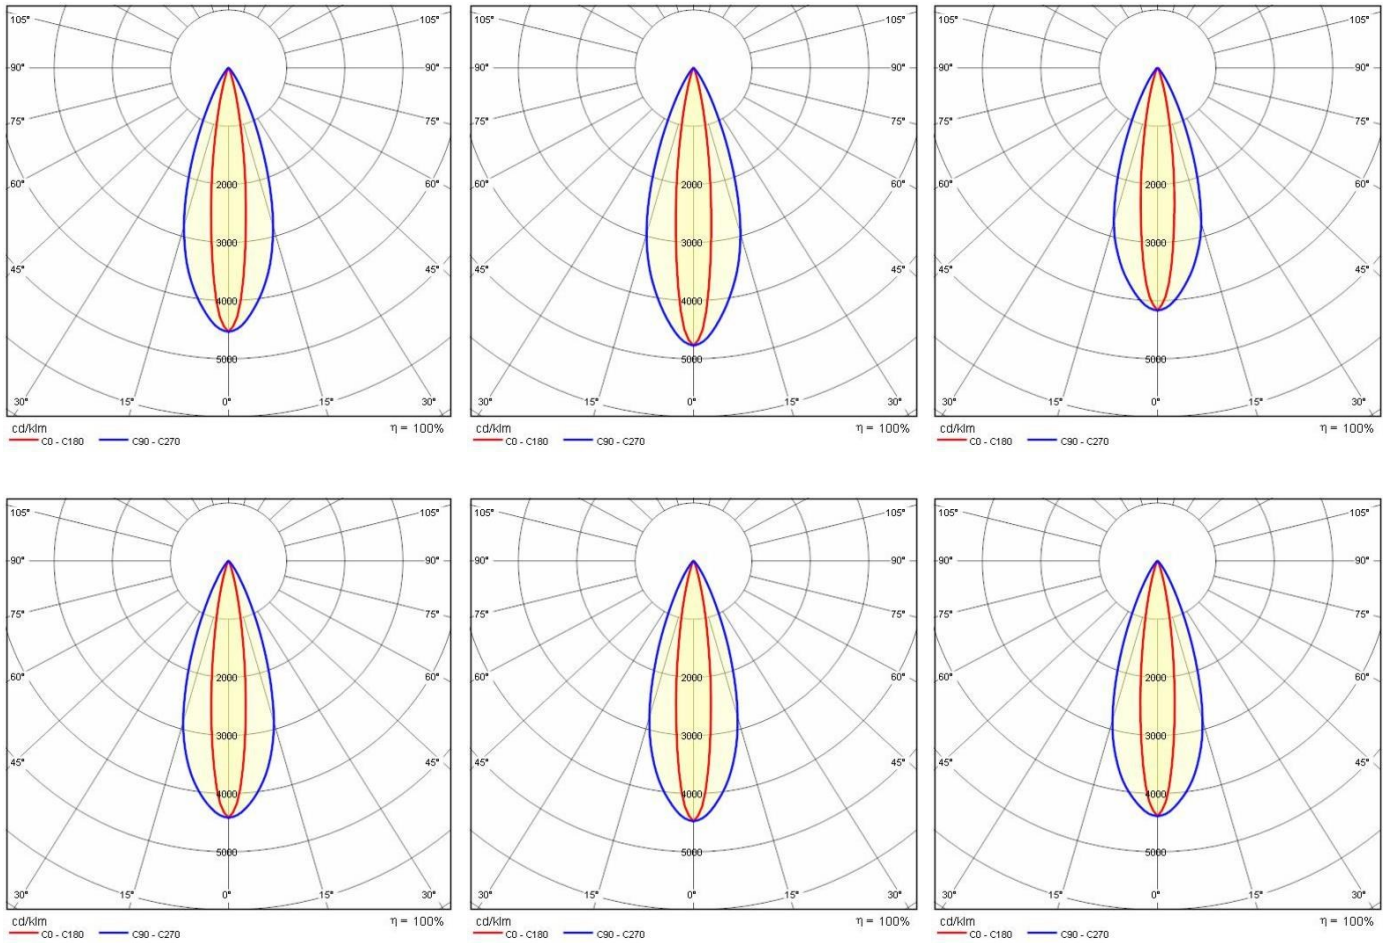 105° 105° 105° 105° 105° 105°
90° 90° 90° 90° 90° 90°
75° 75° 75° 75° 75° 75°
60° 2000 60° 60° 2000 60° 60° 2000 60°
3000 3000 3000
45° 45° 45° 45° 45° 45°
4000 4000
5000 5000 5000
30° 15° 0° 15° 30° 30° 15° 0° 15° 30° 30° 15° 0° 15° 30°
cd/klm η = 100% cd/klm η = 100% cd/klm η = 100%
C0 - C180 C90 - C270 C0 - C180 C90 - C270 C0 - C180 C90 - C270
105° 105° 105° 105° 105° 105°
90° 90° 90° 90° 90° 90°
75° 75° 75° 75° 75° 75°
60° 2000 60° 60° 2000 60° 60° 2000 60°
3000 3000 3000
45° 45° 45° 45° 45° 45°
4000 4000 4000
5000 5000 5000
30° 15° 0° 15° 30° 30° 15° 0° 15° 30° 30° 15° 0° 15° 30°
cd/klm η = 100% cd/klm η = 100% cd/klm η = 100%
C0 - C180 C90 - C270 C0 - C180 C90 - C270 C0 - C180 C90 - C270